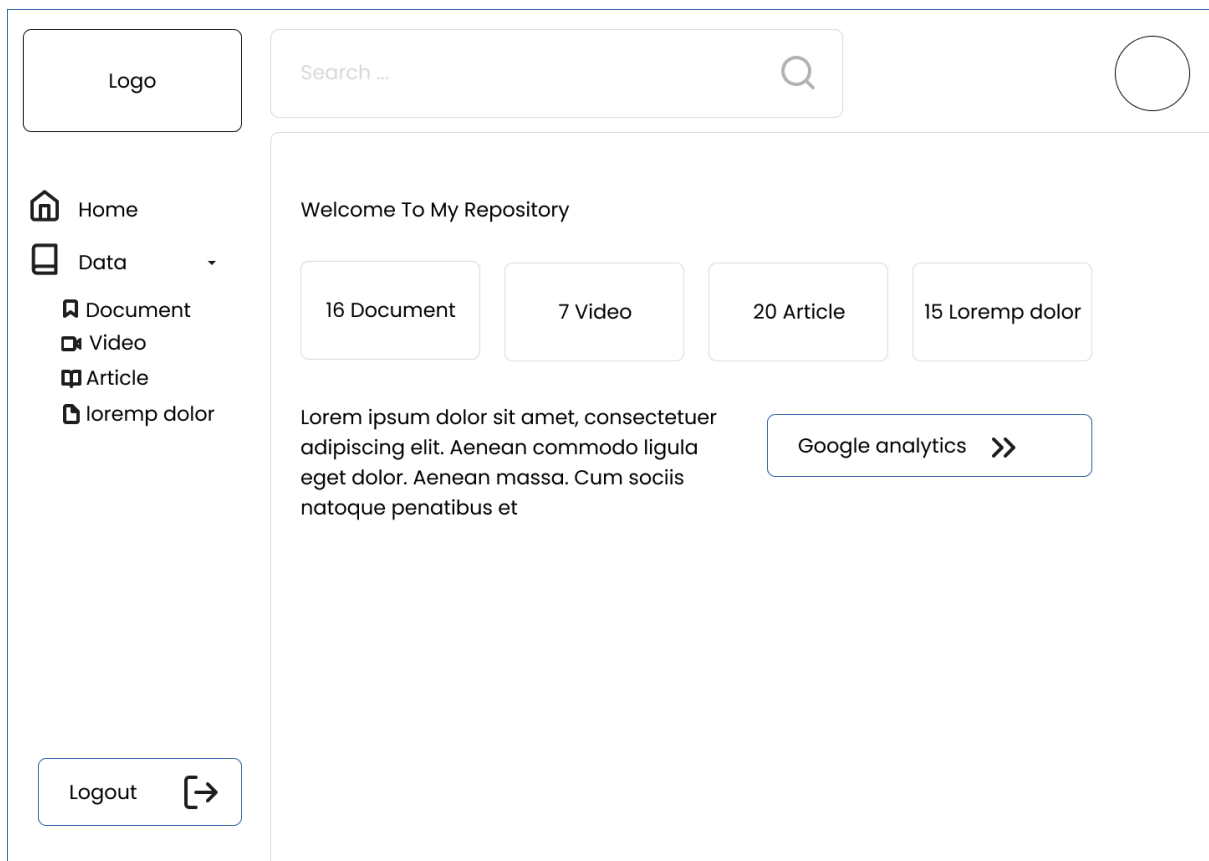 Logo
Search ...
Home
Data
Document
Video
Article
loremp dolor
Logout
Welcome To My Repository
16 Document
7 Video
20 Article
15 Loremp dolor
Lorem ipsum dolor sit amet, consectetuer
adipiscing elit. Aenean commodo ligula
eget dolor. Aenean massa. Cum sociis
natoque penatibus et
Google analytics